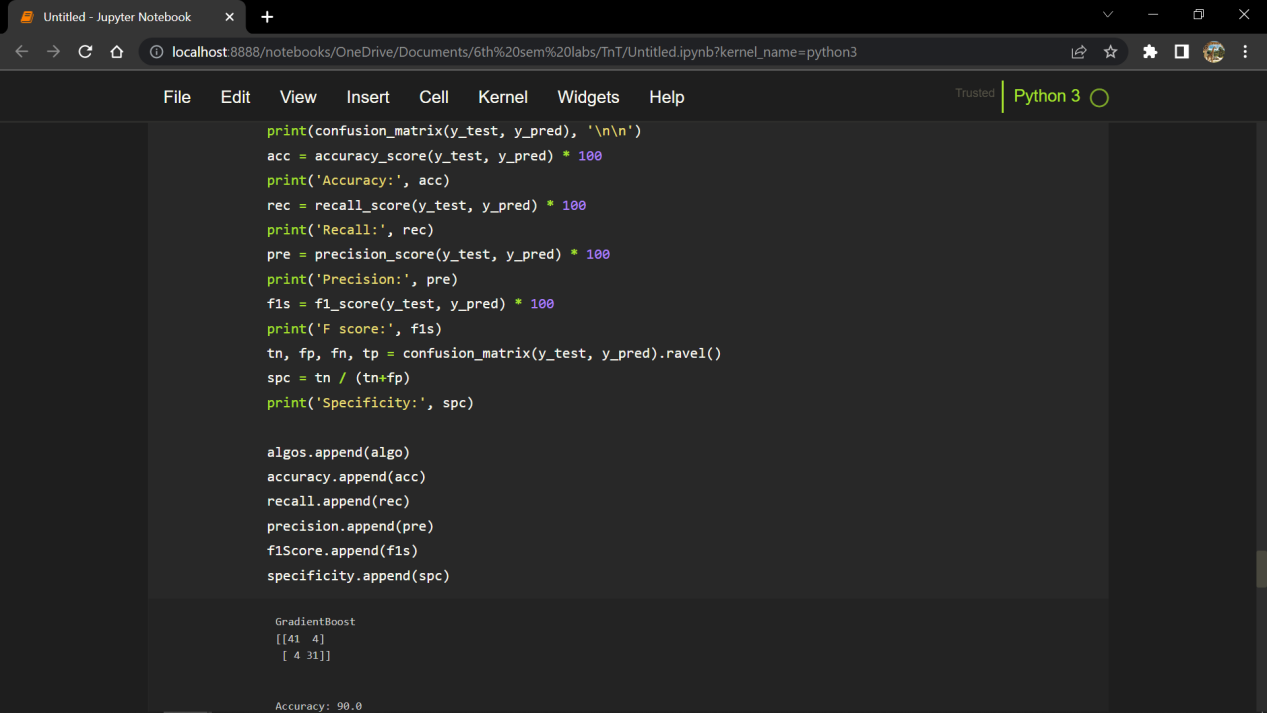 Untitled - Jupyter Notebook
localhost:8888/notebooks/OneDrive/Documents/6th%20sem%20labs/TnT/Untitled.ipynb?kernel_name=python3
File Edit View Insert Cell Kernel Widgets Help Trusted Python 3
print(confusion_matrix(y_test, y_pred), '\n\n')
acc = accuracy_score(y_test, y_pred) * 100
print('Accuracy:', acc)
rec = recall_score(y_test, y_pred) * 100
print('Recall:', rec)
pre = precision_score(y_test, y_pred) * 100
print('Precision:', pre)
f1s = f1_score(y_test, y_pred) * 100
print('F score:', f1s)
tn, fp, fn, tp = confusion_matrix(y_test, y_pred).ravel()
spc = tn / (tn+fp)
print('Specificity:', spc)
algos.append(algo)
accuracy.append(acc)
recall.append(rec)
precision.append(pre)
f1Score.append(f1s)
specificity.append(spc)
GradientBoost
[[41  4]
[ 4 31]]
Accuracy: 90.0